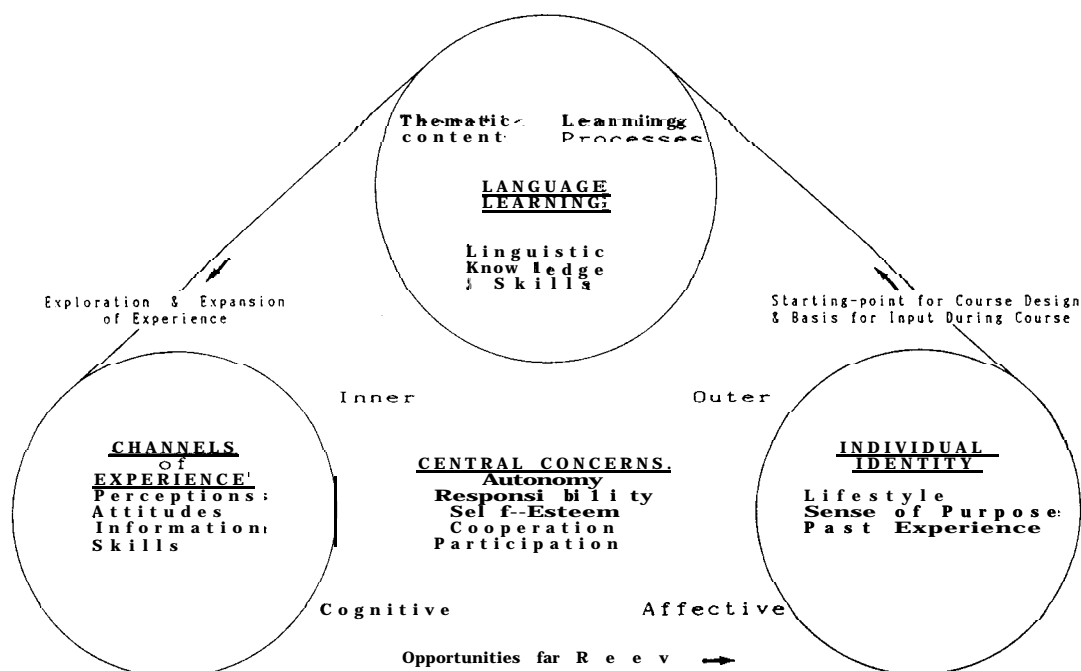 Thematic Learning
content Processes
LANGUAGE
LEARNING
Linguistic
Knowledge
& Skills
Exploration & Expansion
of Experience
Starting-point for Course Design
& Basis for Input During Course
Inner
Outer
CHANNELS
of
EXPERIENCE
Perceptions
Attitudes
Information
Skills
CENTRAL CONCERNS.
Autonomy
Responsibility
Self--Esteem
Cooperation
Participation
INDIVIDUAL
IDENTITY
Lifestyle
Sense of Purpose
Past Experience
Cognitive
Affective
Opportunities far